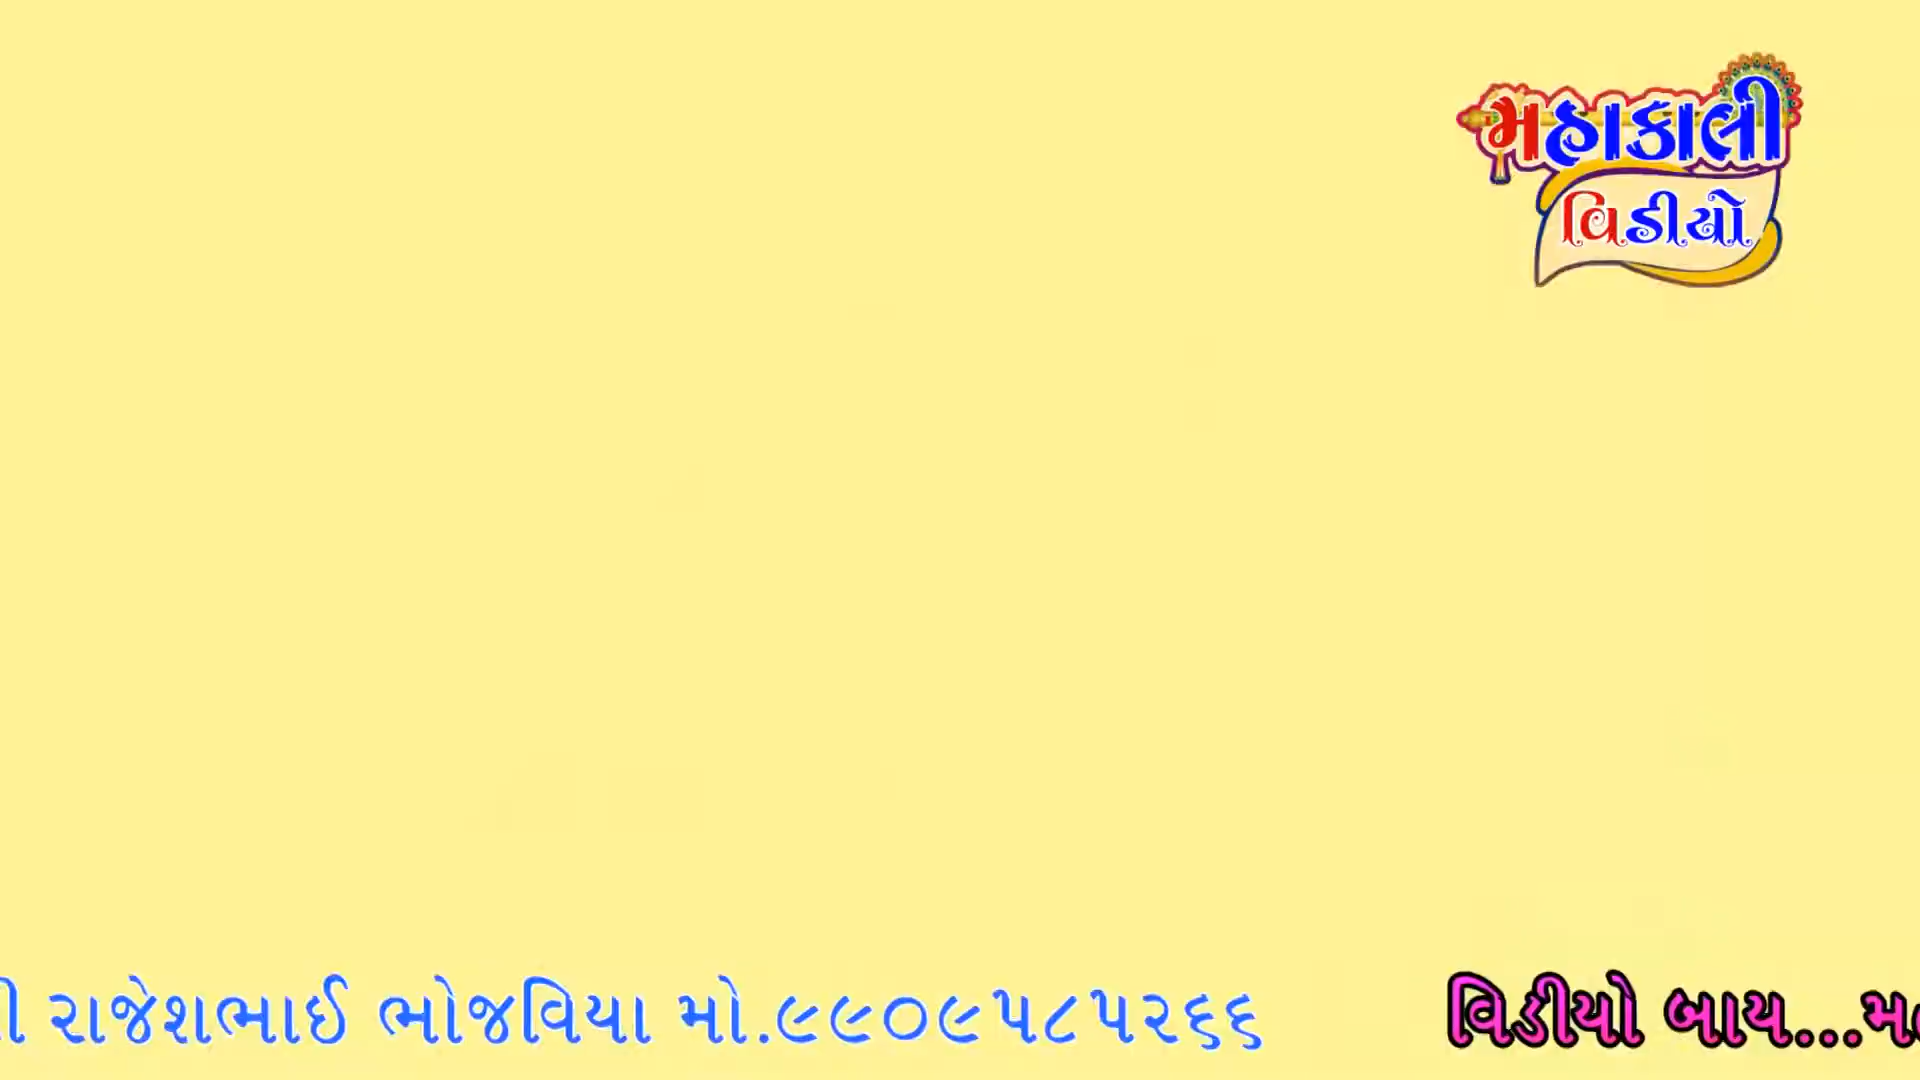 મહાકાલી
વિડીયો
રાજેશભાઈ ભોજવિયા મો.૯૯૦૯૫૮૫૨૬૬ વિડીયો બાય...મ